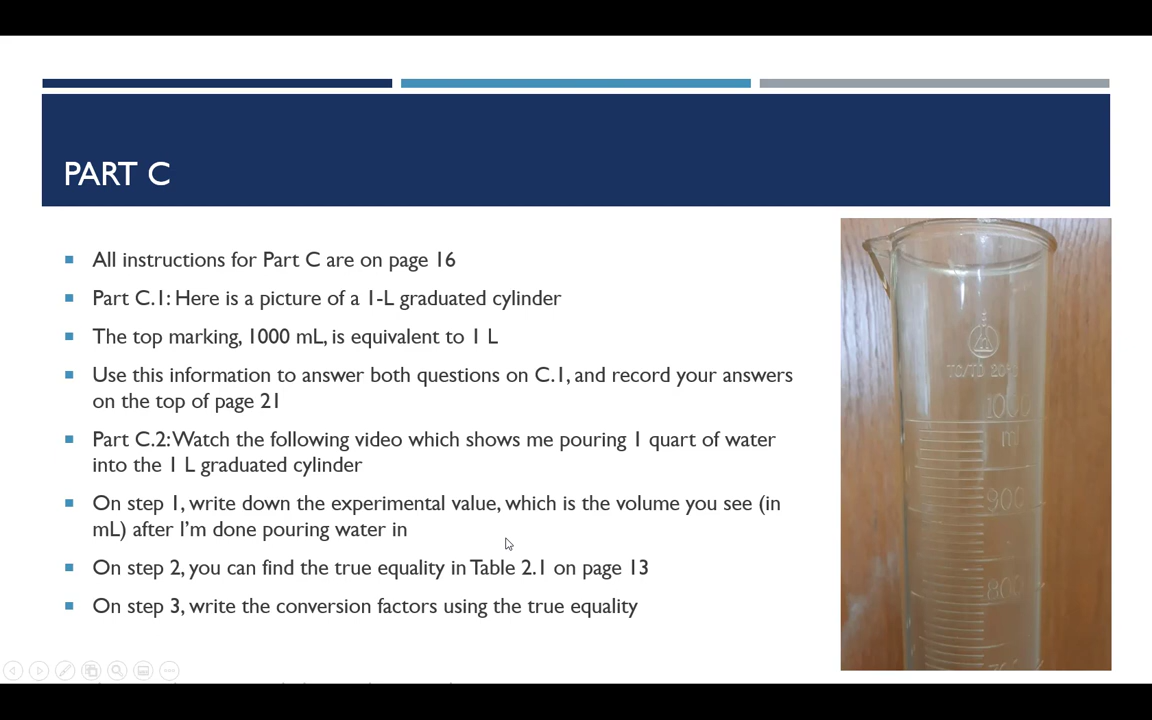 PART C
All instructions for Part C are on page 16
Part C.1: Here is a picture of a 1-L graduated cylinder
The top marking, 1000 mL, is equivalent to 1 L
Use this information to answer both questions on C.1, and record your answers
on the top of page 21
Part C.2: Watch the following video which shows me pouring 1 quart of water
into the 1 L graduated cylinder
On step 1, write down the experimental value, which is the volume you see (in
mL) after I'm done pouring water in
On step 2, you can find the true equality in Table 2.1 on page 13
On step 3, write the conversion factors using the true equality
TC/TD
1000
ml
900
800